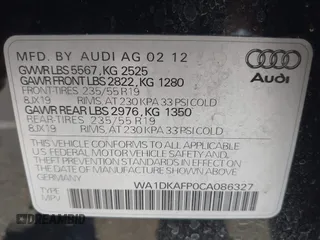 MFD. BY AUDI AG 02 12
GVWR LBS 5567, KG 2525
GAWR FRONT LBS 2822, KG 1280
FRONT-TIRES 235/55 R19
8JX19 RIMS, AT 230 KPA 33 PSI COLD
GAWR REAR LBS 2976, KG 1350
REAR-TIRES 235/55 R19
8JX19 RIMS, AT 230 KPA 33 PSI COLD
THIS VEHICLE CONFORMS TO ALL APPLICABLE
FEDERAL MOTOR VEHICLE SAFETY AND
THEFT PREVENTION STANDARDS IN EFFECT ON
THE DATE OF MANUFACTURE SHOWN ABOVE
GERMANY
Audi
TYPE
MPV
WA1DKAFP0CA086327
DREAMBID